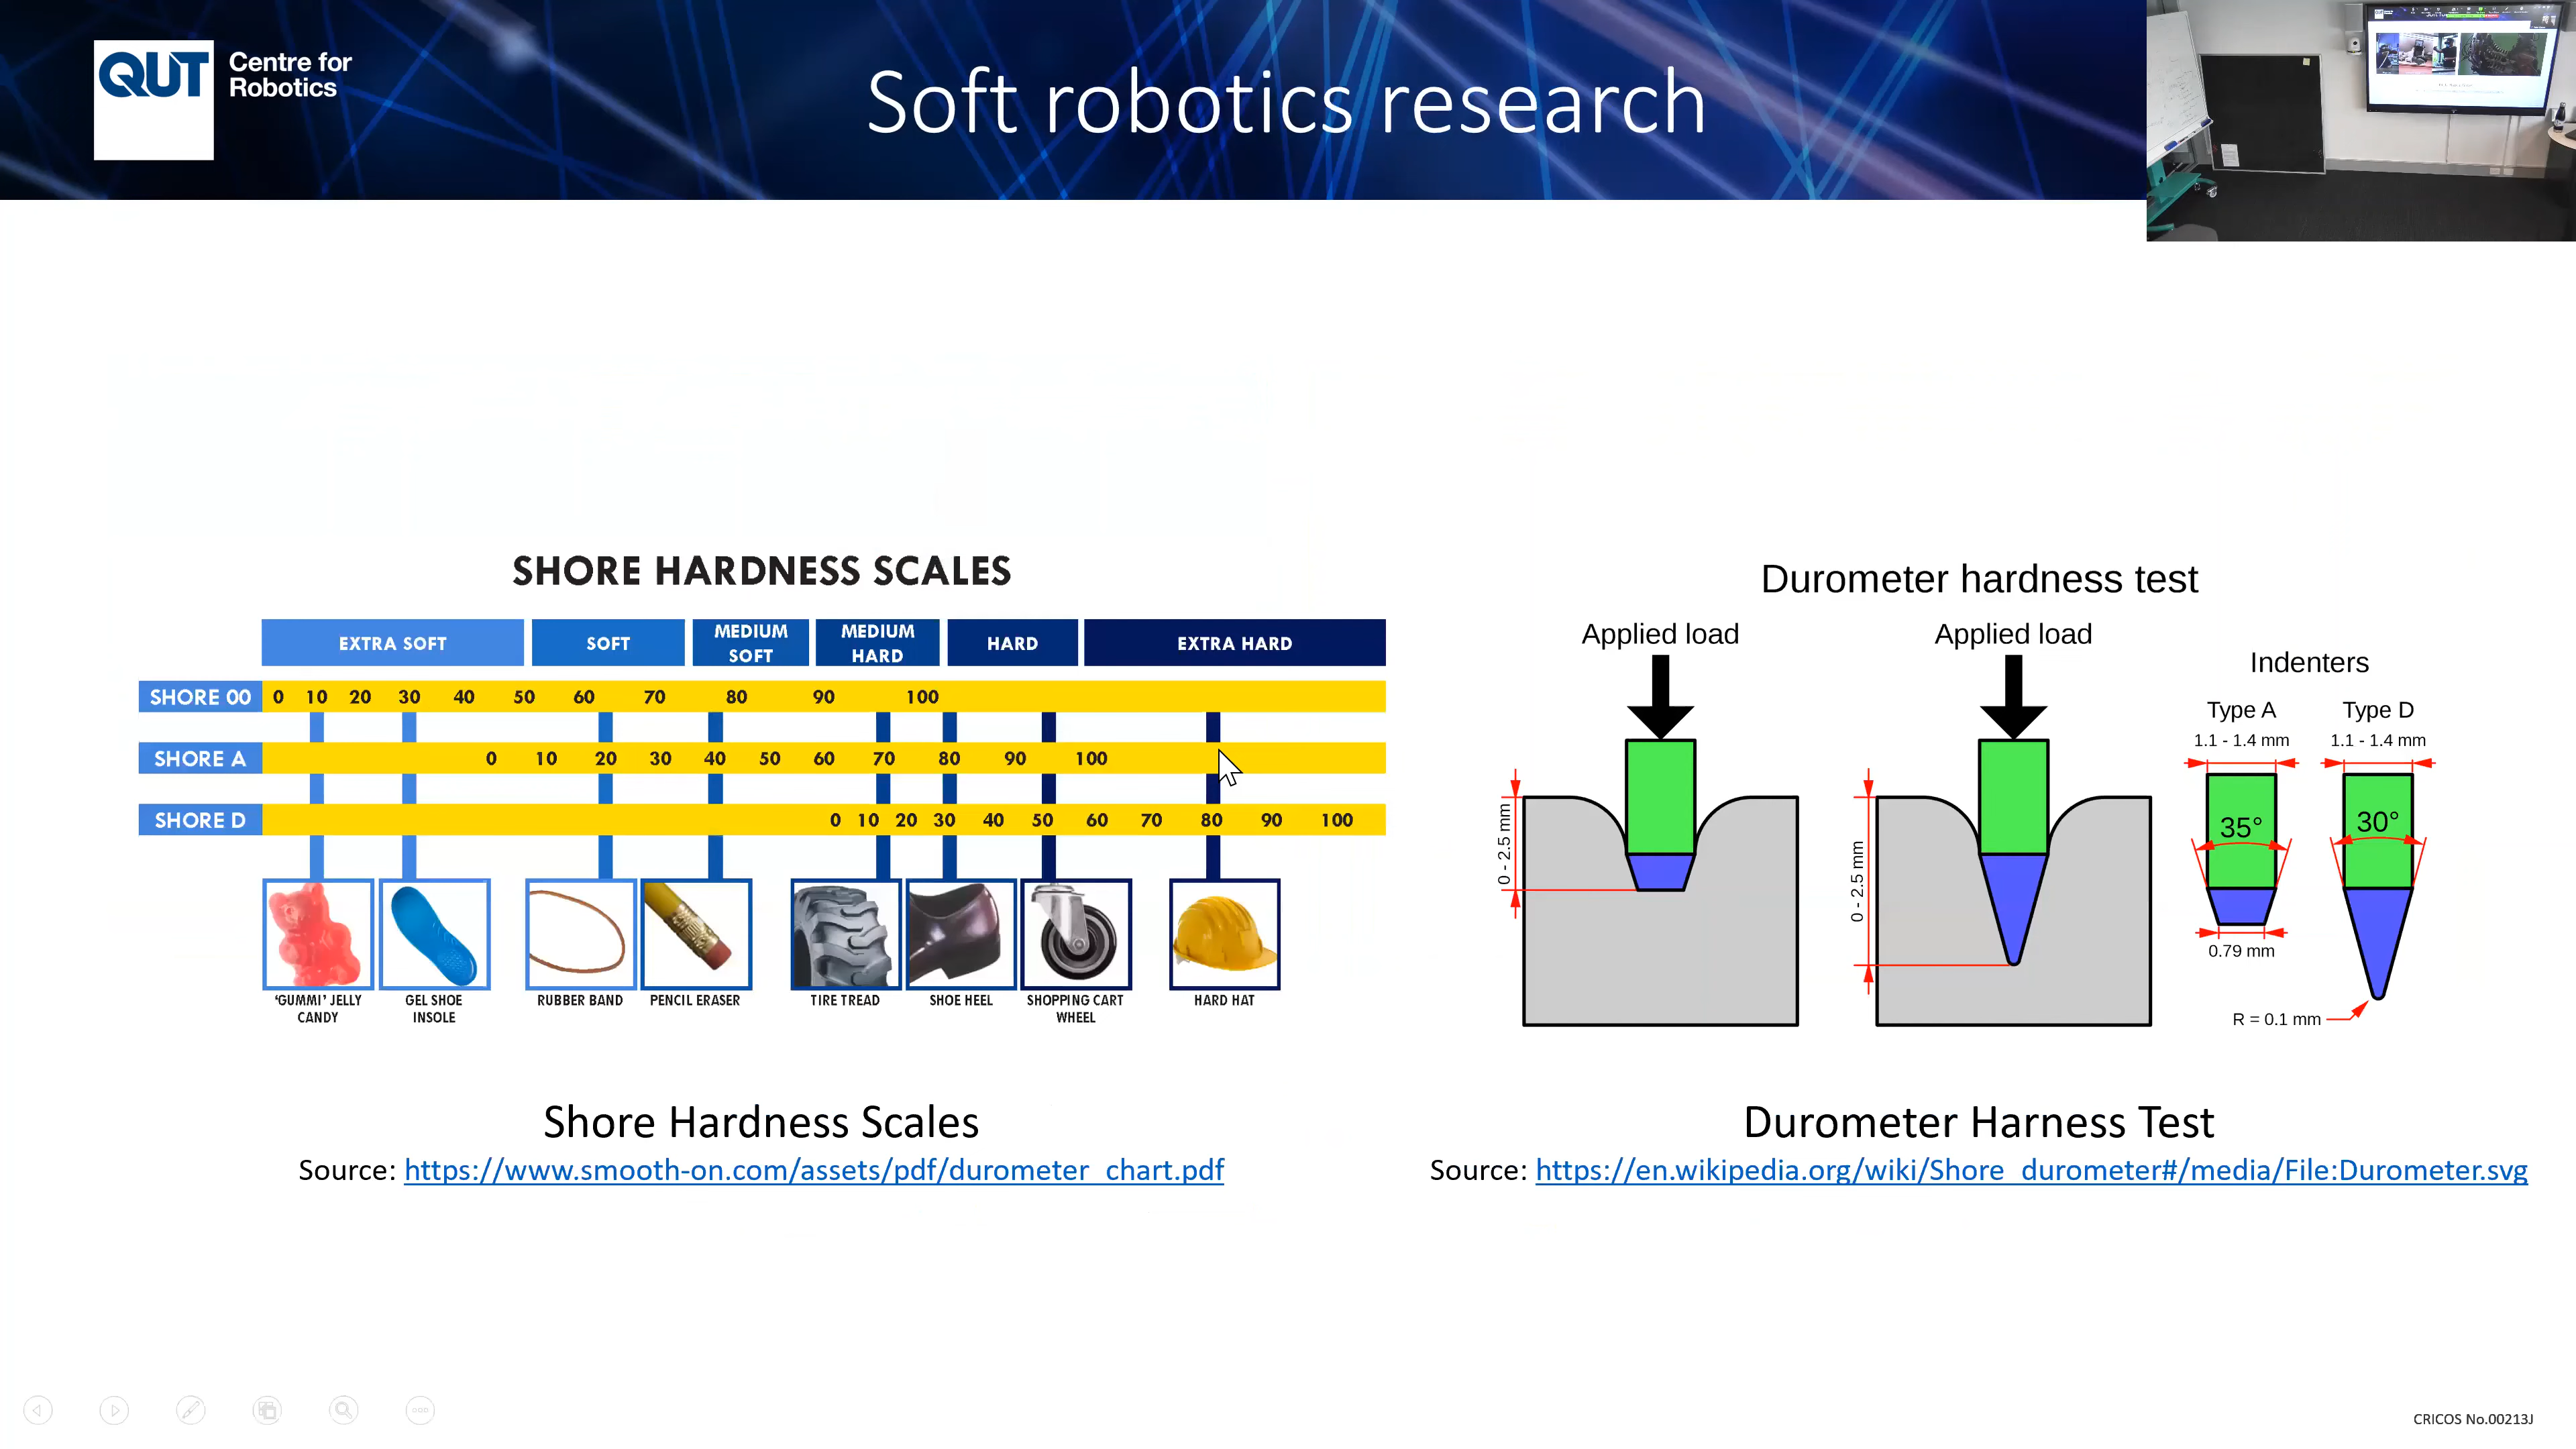 QUT
Centre for
Robotics
Soft robotics research
SHORE HARDNESS SCALES
EXTRA SOFT
SOFT
MEDIUM
SOFT
MEDIUM
HARD
HARD
EXTRA HARD
SHORE 00 0 10 20 30 40 50 60 70 80 90 100
SHORE A 0 10 20 30 40 50 60 70 80 90 100
SHORE D 0 10 20 30 40 50 60 70 80 90 100
‘GUMMI’ JELLY
CANDY
GEL SHOE
INSOLE
RUBBER BAND
PENCIL ERASER
TIRE TREAD
SHOE HEEL
SHOPPING CART
WHEEL
HARD HAT
Shore Hardness Scales
Source: https://www.smooth-on.com/assets/pdf/durometer_chart.pdf
Durometer hardness test
Applied load
Applied load
0 - 2.5 mm
0 - 2.5 mm
Indenters
Type A
Type D
1.1 - 1.4 mm
1.1 - 1.4 mm
35°
30°
0.79 mm
R = 0.1 mm
Durometer Harness Test
Source: https://en.wikipedia.org/wiki/Shore_durometer#/media/File:Durometer.svg
CRICOS No.00213J